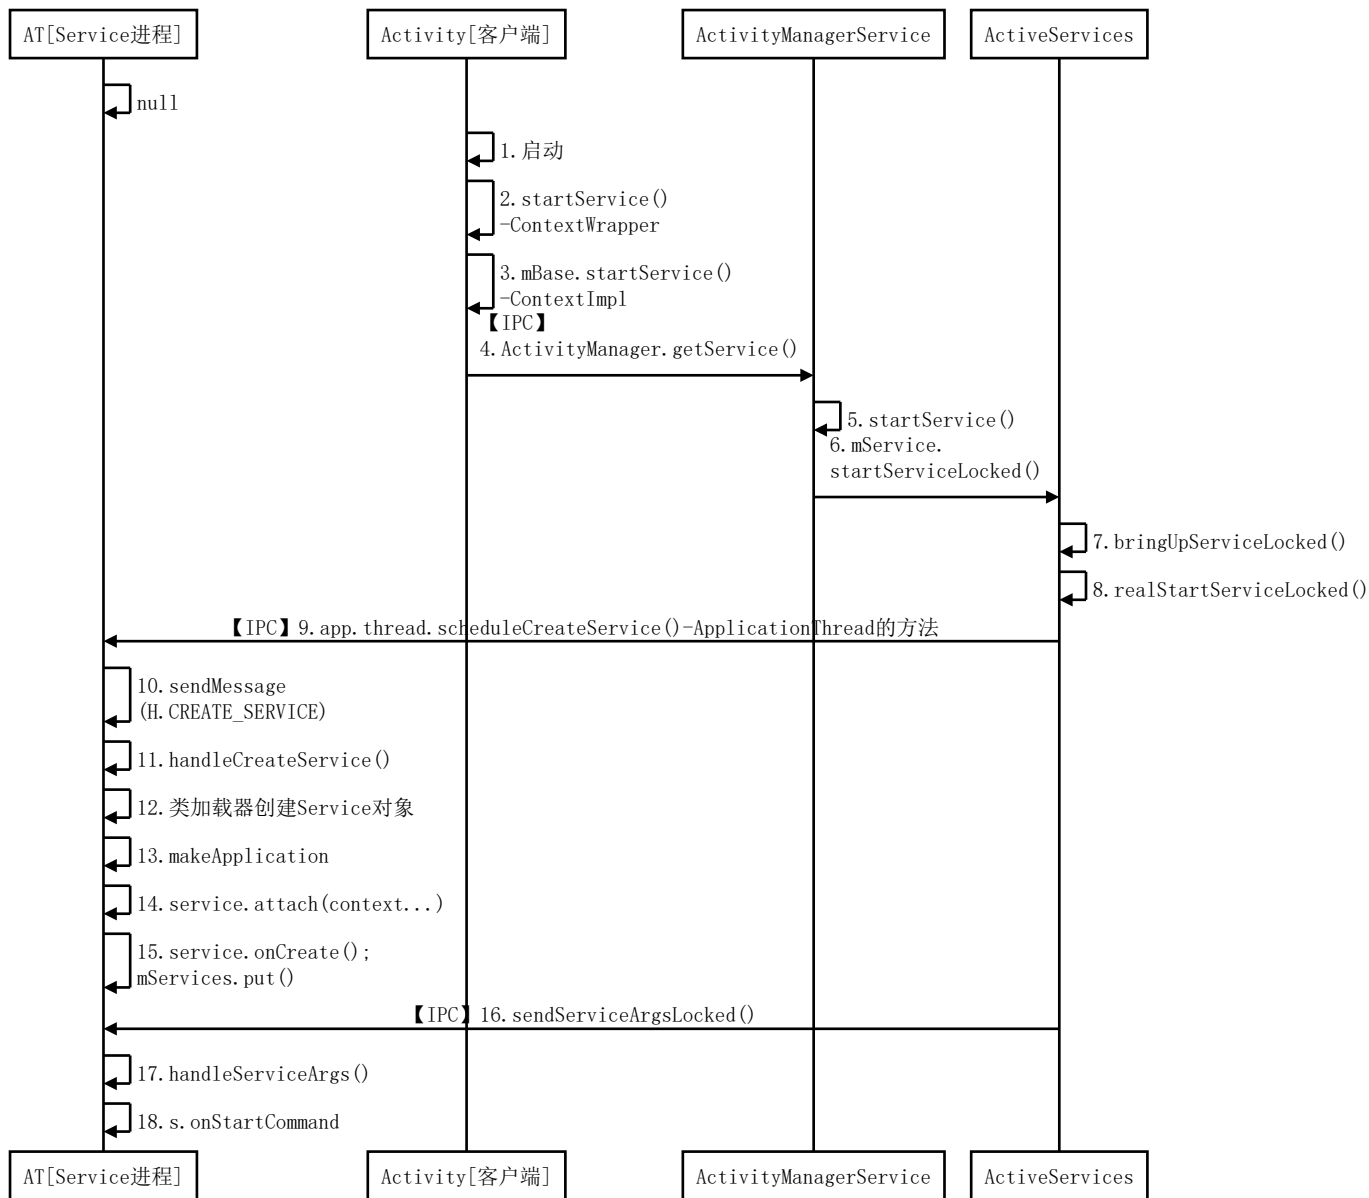 AT[Service进程]
Activity[客户端]
ActivityManagerService
ActiveServices
null
1.启动
2.startService()
-ContextWrapper
3.mBase.startService()
-ContextImpl
【IPC】
4.ActivityManager.getService()
5.startService()
6.mService.
startServiceLocked()
7.bringUpServiceLocked()
8.realStartServiceLocked()
【IPC】9.app.thread.scheduleCreateService()-ApplicationThread的方法
10.sendMessage
(H.CREATE_SERVICE)
11.handleCreateService()
12.类加载器创建Service对象
13.makeApplication
14.service.attach(context...)
15.service.onCreate();
mServices.put()
【IPC】16.sendServiceArgsLocked()
17.handleServiceArgs()
18.s.onStartCommand
AT[Service进程]
Activity[客户端]
ActivityManagerService
ActiveServices